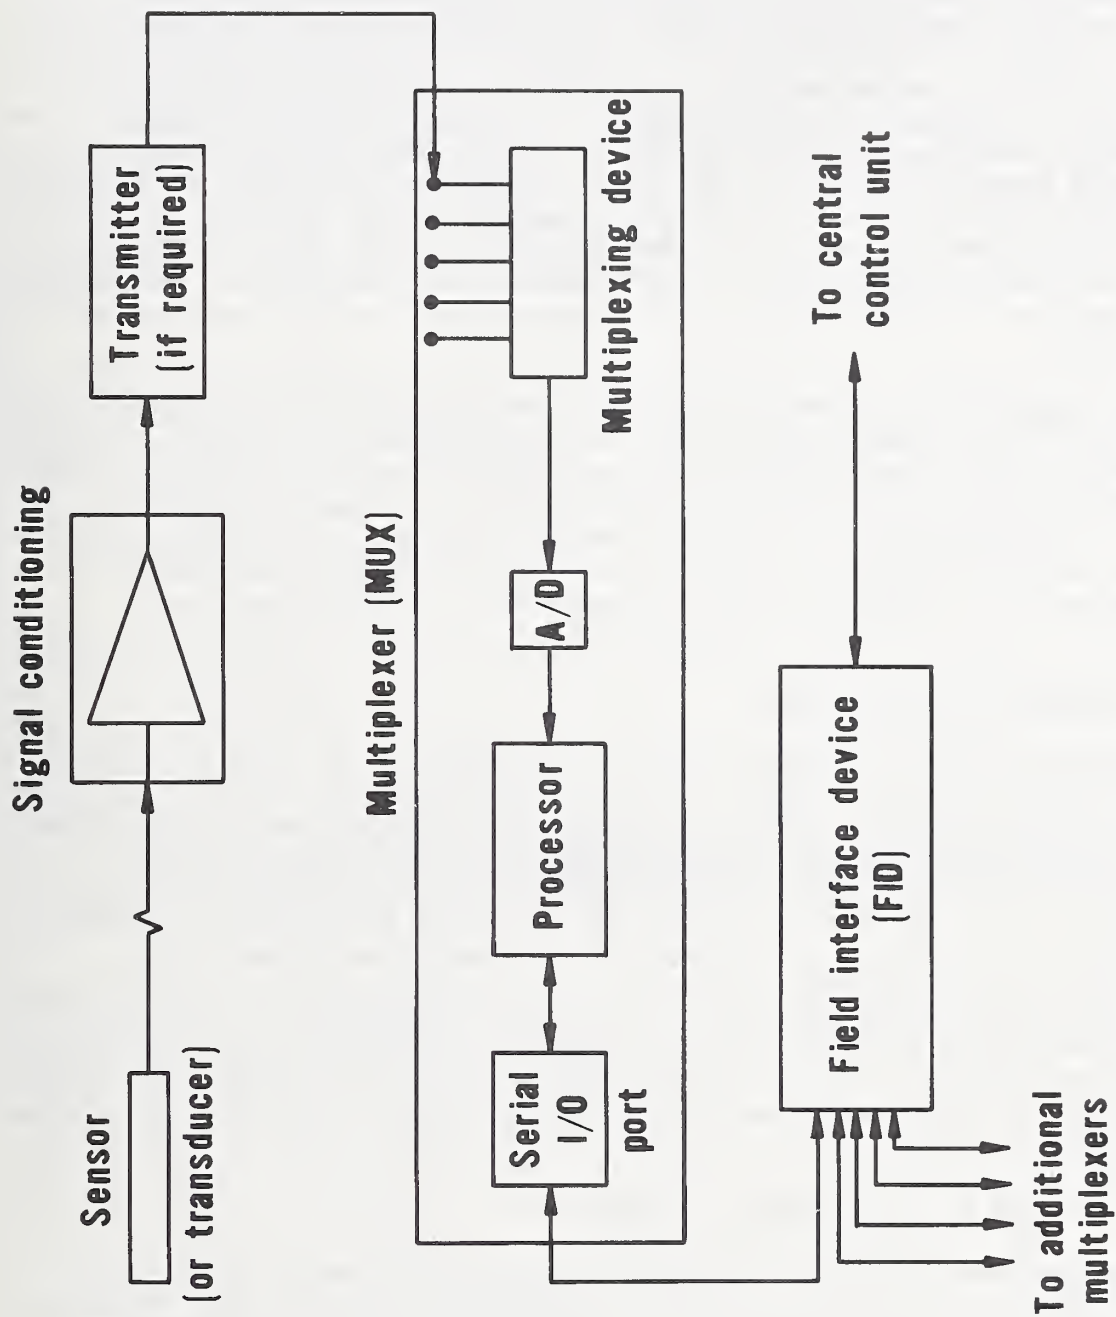 Sensor
(or transducer)
Signal conditioning
Transmitter
(if required)
Multiplexer (MUX)
Serial
I/O
port
Processor
A/D
Multiplexing device
Field interface device
(FID)
To central
control unit
To additional
multiplexers